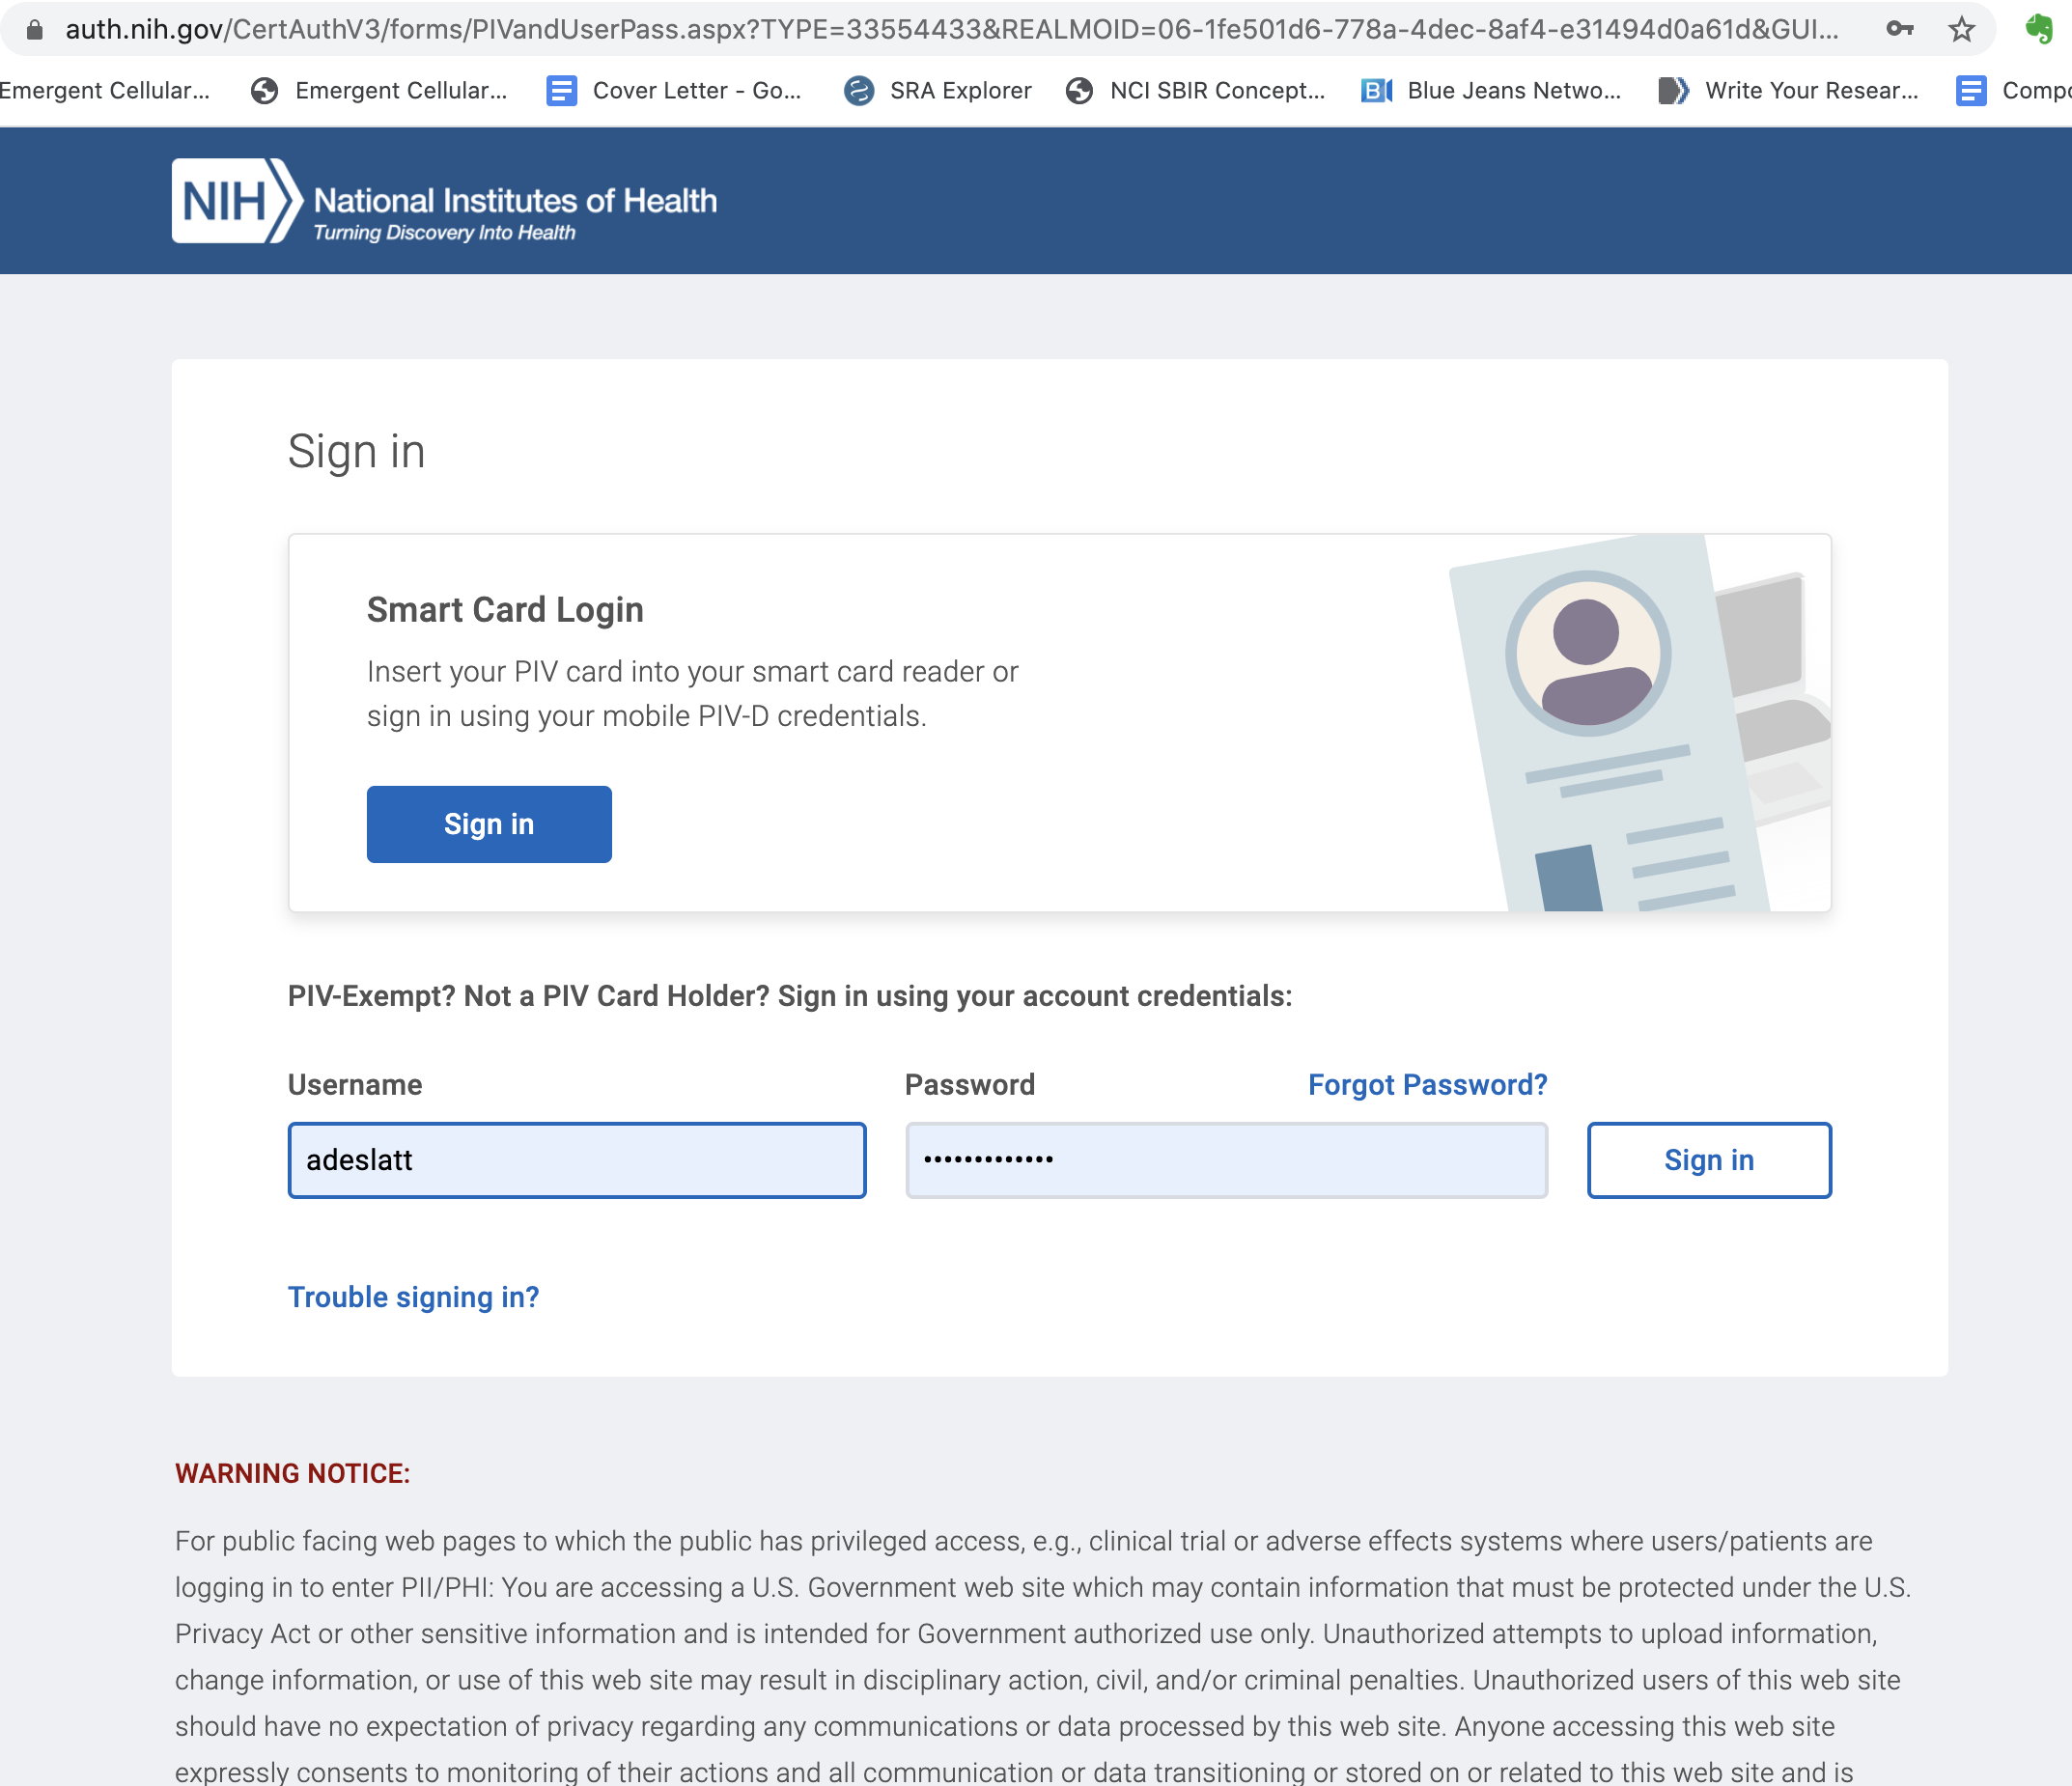 auth.nih.gov/CertAuthV3/forms/PIVandUserPass.aspx?TYPE=33554433&REALMOID=06-1fe501d6-778a-4dec-8af4-e31494d0a61d&GUI...
Emergent Cellular... Emergent Cellular... Cover Letter - Go... SRA Explorer NCI SBIR Concept... Blue Jeans Netwo... Write Your Resear... Compo
NIH National Institutes of Health
Turning Discovery Into Health
Sign in
Smart Card Login
Insert your PIV card into your smart card reader or
sign in using your mobile PIV-D credentials.
Sign in
PIV-Exempt? Not a PIV Card Holder? Sign in using your account credentials:
Username Password Forgot Password?
adeslatt ••••••••••••• Sign in
Trouble signing in?
WARNING NOTICE:
For public facing web pages to which the public has privileged access, e.g., clinical trial or adverse effects systems where users/patients are
logging in to enter PII/PHI: You are accessing a U.S. Government web site which may contain information that must be protected under the U.S.
Privacy Act or other sensitive information and is intended for Government authorized use only. Unauthorized attempts to upload information,
change information, or use of this web site may result in disciplinary action, civil, and/or criminal penalties. Unauthorized users of this web site
should have no expectation of privacy regarding any communications or data processed by this web site. Anyone accessing this web site
expressly consents to monitoring of their actions and all communication or data transitioning or stored on or related to this web site and is